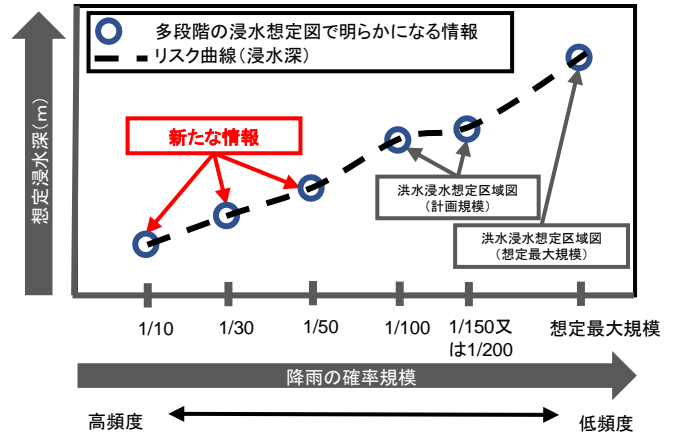 多段階の浸水想定図で明らかになる情報
リスク曲線（浸水深）
想定浸水深（m）
新たな情報
洪水浸水想定区域図
（計画規模）
洪水浸水想定区域図
（想定最大規模）
1/10
1/30
1/50
1/100
1/150又
は1/200
想定最大規模
降雨の確率規模
高頻度
低頻度